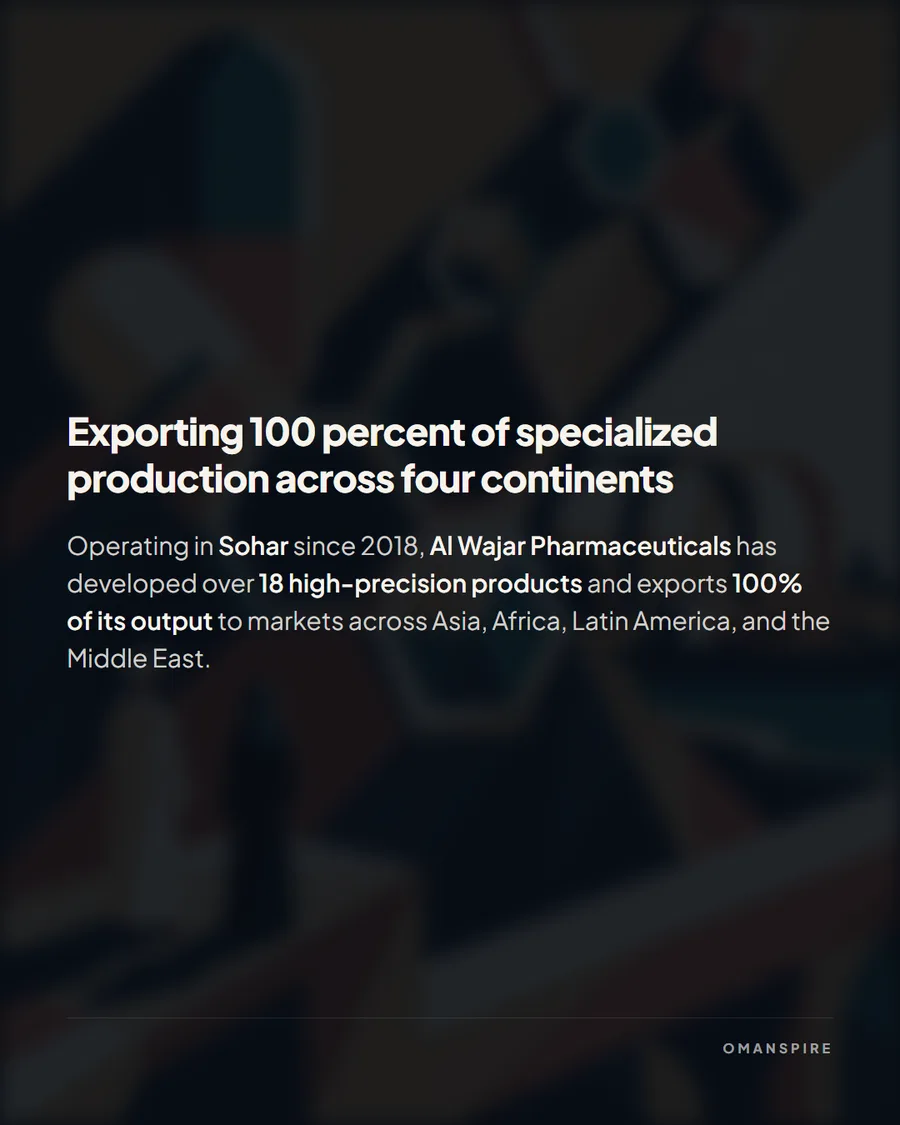 Exporting 100 percent of specialized
production across four continents
Operating in Sohar since 2018, Al Wajar Pharmaceuticals has
developed over 18 high-precision products and exports 100%
of its output to markets across Asia, Africa, Latin America, and the
Middle East.
OMANSPIRE